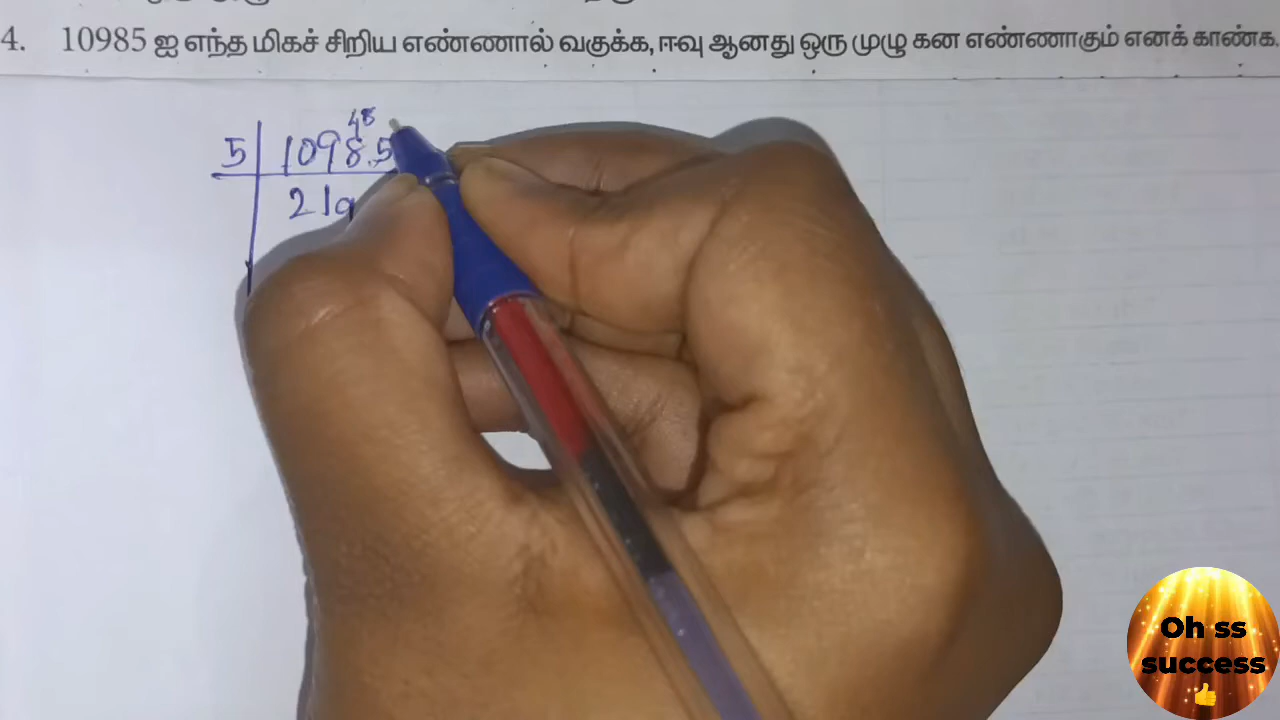 4. 10985 ஐ எந்த மிகச் சிறிய எண்ணால் வகுக்க, ஈவு ஆனது ஒரு முழு கன எண்ணாகும் எனக் காண்க.
48
5 10985
219
Oh ss
success